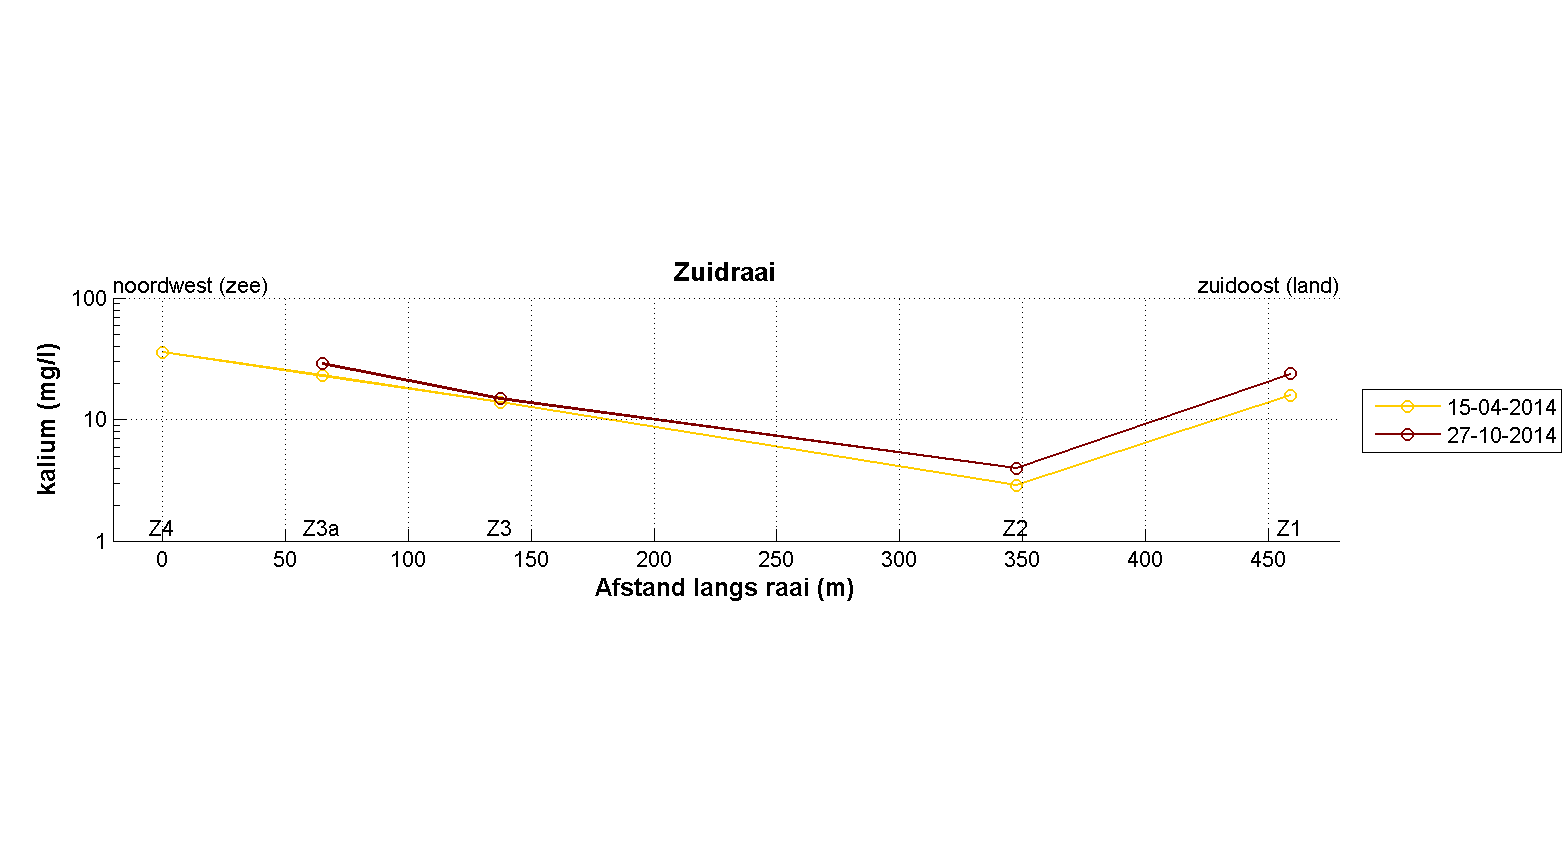 Zuidraai
noordwest (zee)
zuidoost (land)
100
10
1
kalium (mg/l)
Z4 Z3a Z3 Z2 Z1
0 50 100 150 200 250 300 350 400 450
Afstand langs raai (m)
15-04-2014
27-10-2014